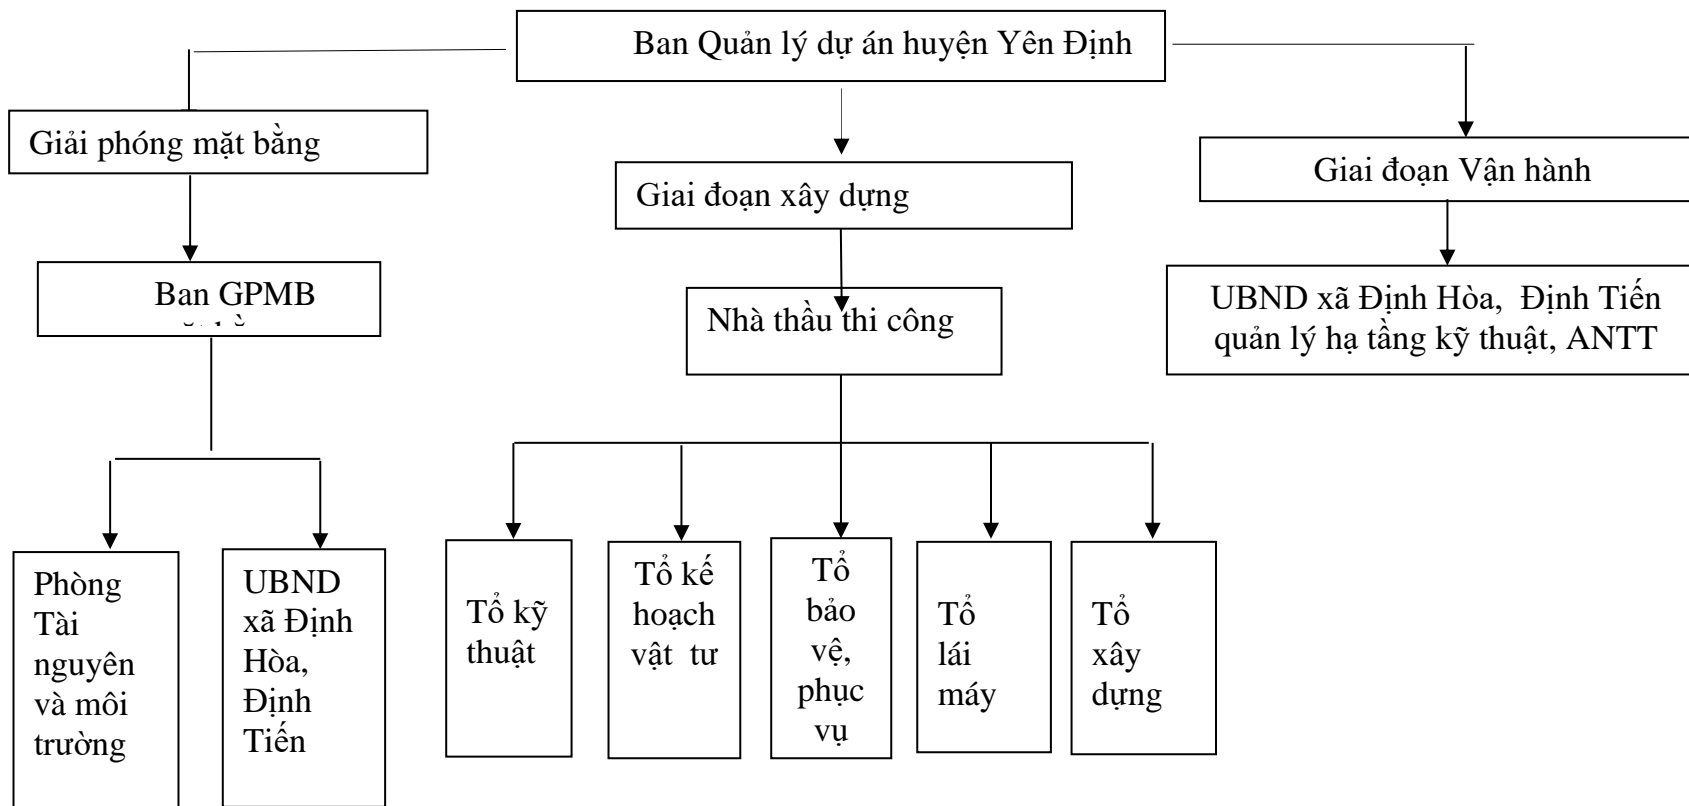 Ban Quản lý dự án huyện Yên Định
Giải phóng mặt bằng
Giai đoạn xây dựng
Giai đoạn Vận hành
Ban GPMB
Nhà thầu thi công
UBND xã Định Hòa, Định Tiến
quản lý hạ tầng kỹ thuật, ANTT
Phòng
Tài
nguyên
và môi
trường
UBND
xã Định
Hòa,
Định
Tiến
Tổ kỹ
thuật
Tổ kế
hoạch
vật tư
Tổ
bảo
vệ,
phục
vụ
Tổ
lái
máy
Tổ
xây
dựng